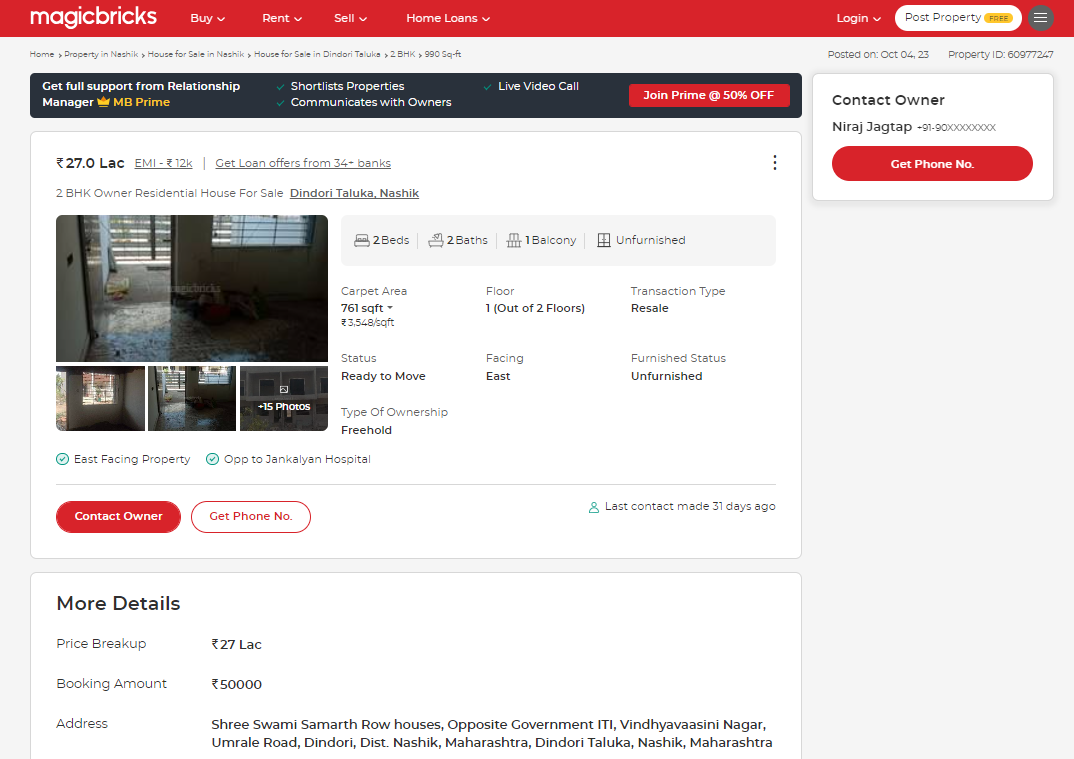 magicbricks
Buy Rent Sell Home Loans Login Post Property FREE
Home > Property in Nashik > House for Sale in Nashik > House for Sale in Dindori Taluka > 2 BHK > 990 Sq-ft
Posted on: Oct 04, 23 Property ID: 60977247
Get full support from Relationship
Manager MB Prime
Shortlists Properties
Communicates with Owners
Live Video Call
Join Prime @ 50% OFF
Contact Owner
Niraj Jagtap +91-90XXXXXXXX
Get Phone No.
₹27.0 Lac EMI - ₹ 12k | Get Loan offers from 34+ banks
2 BHK Owner Residential House For Sale Dindori Taluka, Nashik
magicbricks
+15 Photos
2 Beds 2 Baths 1 Balcony Unfurnished
Carpet Area Floor Transaction Type
761 sqft 1 (Out of 2 Floors) Resale
₹3,548/sqft
Status Facing Furnished Status
Ready to Move East Unfurnished
Type Of Ownership
Freehold
East Facing Property Opp to Jankalyan Hospital
Contact Owner Get Phone No. Last contact made 31 days ago
More Details
Price Breakup ₹27 Lac
Booking Amount ₹50000
Address Shree Swami Samarth Row houses, Opposite Government ITI, Vindhyavaasini Nagar,
Umrale Road, Dindori, Dist. Nashik, Maharashtra, Dindori Taluka, Nashik, Maharashtra